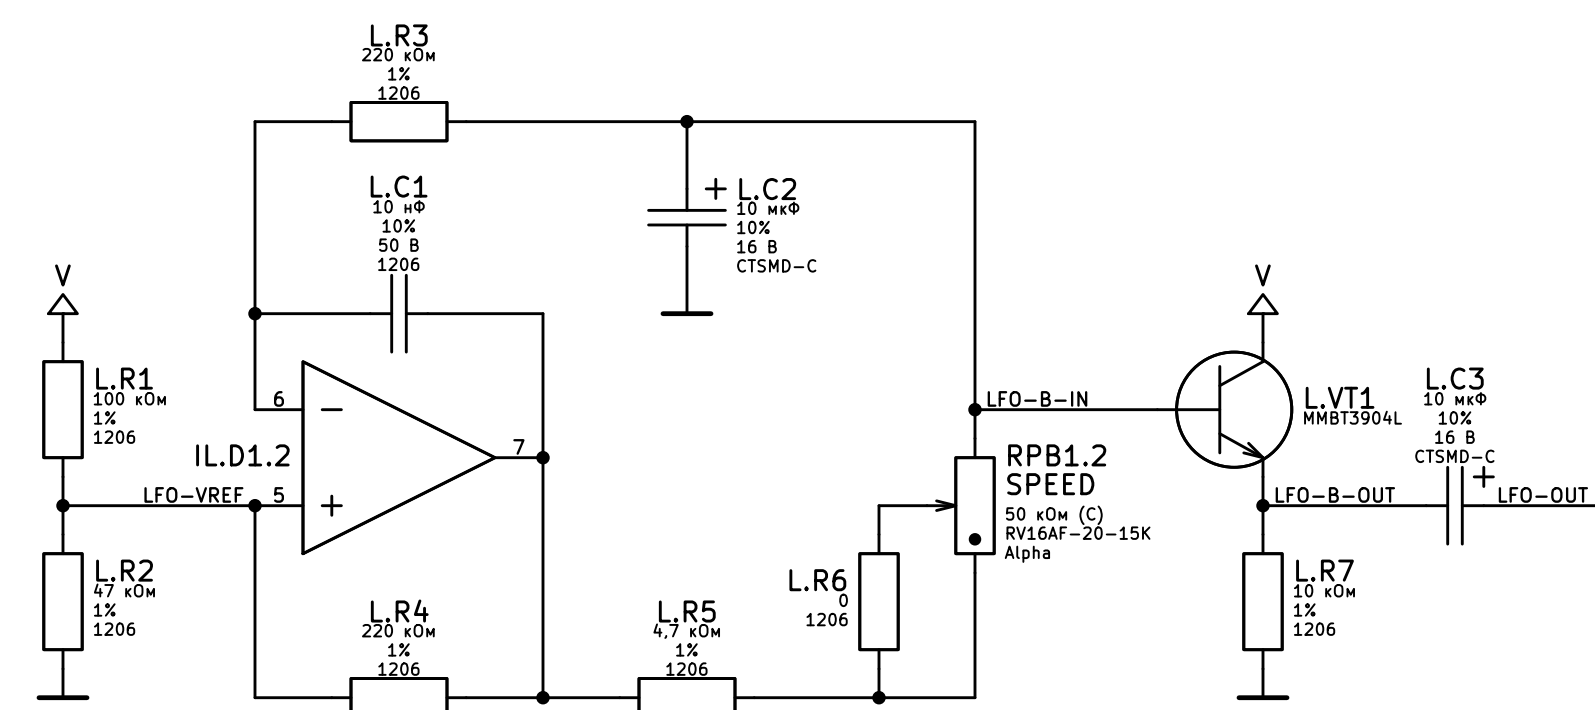 L.R3
220 кОм
1%
1206
L.C1
10 нФ
10%
50 В
1206
L.C2
10 мкФ
10%
16 В
CTSMD-C
+
V
L.R1
100 кОм
1%
1206
LFO-VREF
L.R2
47 кОм
1%
1206
IL.D1.2
6
5
7
−
+
L.R4
220 кОм
1%
1206
L.R5
4,7 кОм
1%
1206
L.R6
0
1206
LFO-B-IN
RPB1.2
SPEED
50 кОм (C)
RV16AF-20-15K
Alpha
V
L.VT1
MMBT3904L
L.C3
10 мкФ
10%
16 В
CTSMD-C
+
LFO-B-OUT
LFO-OUT
L.R7
10 кОм
1%
1206